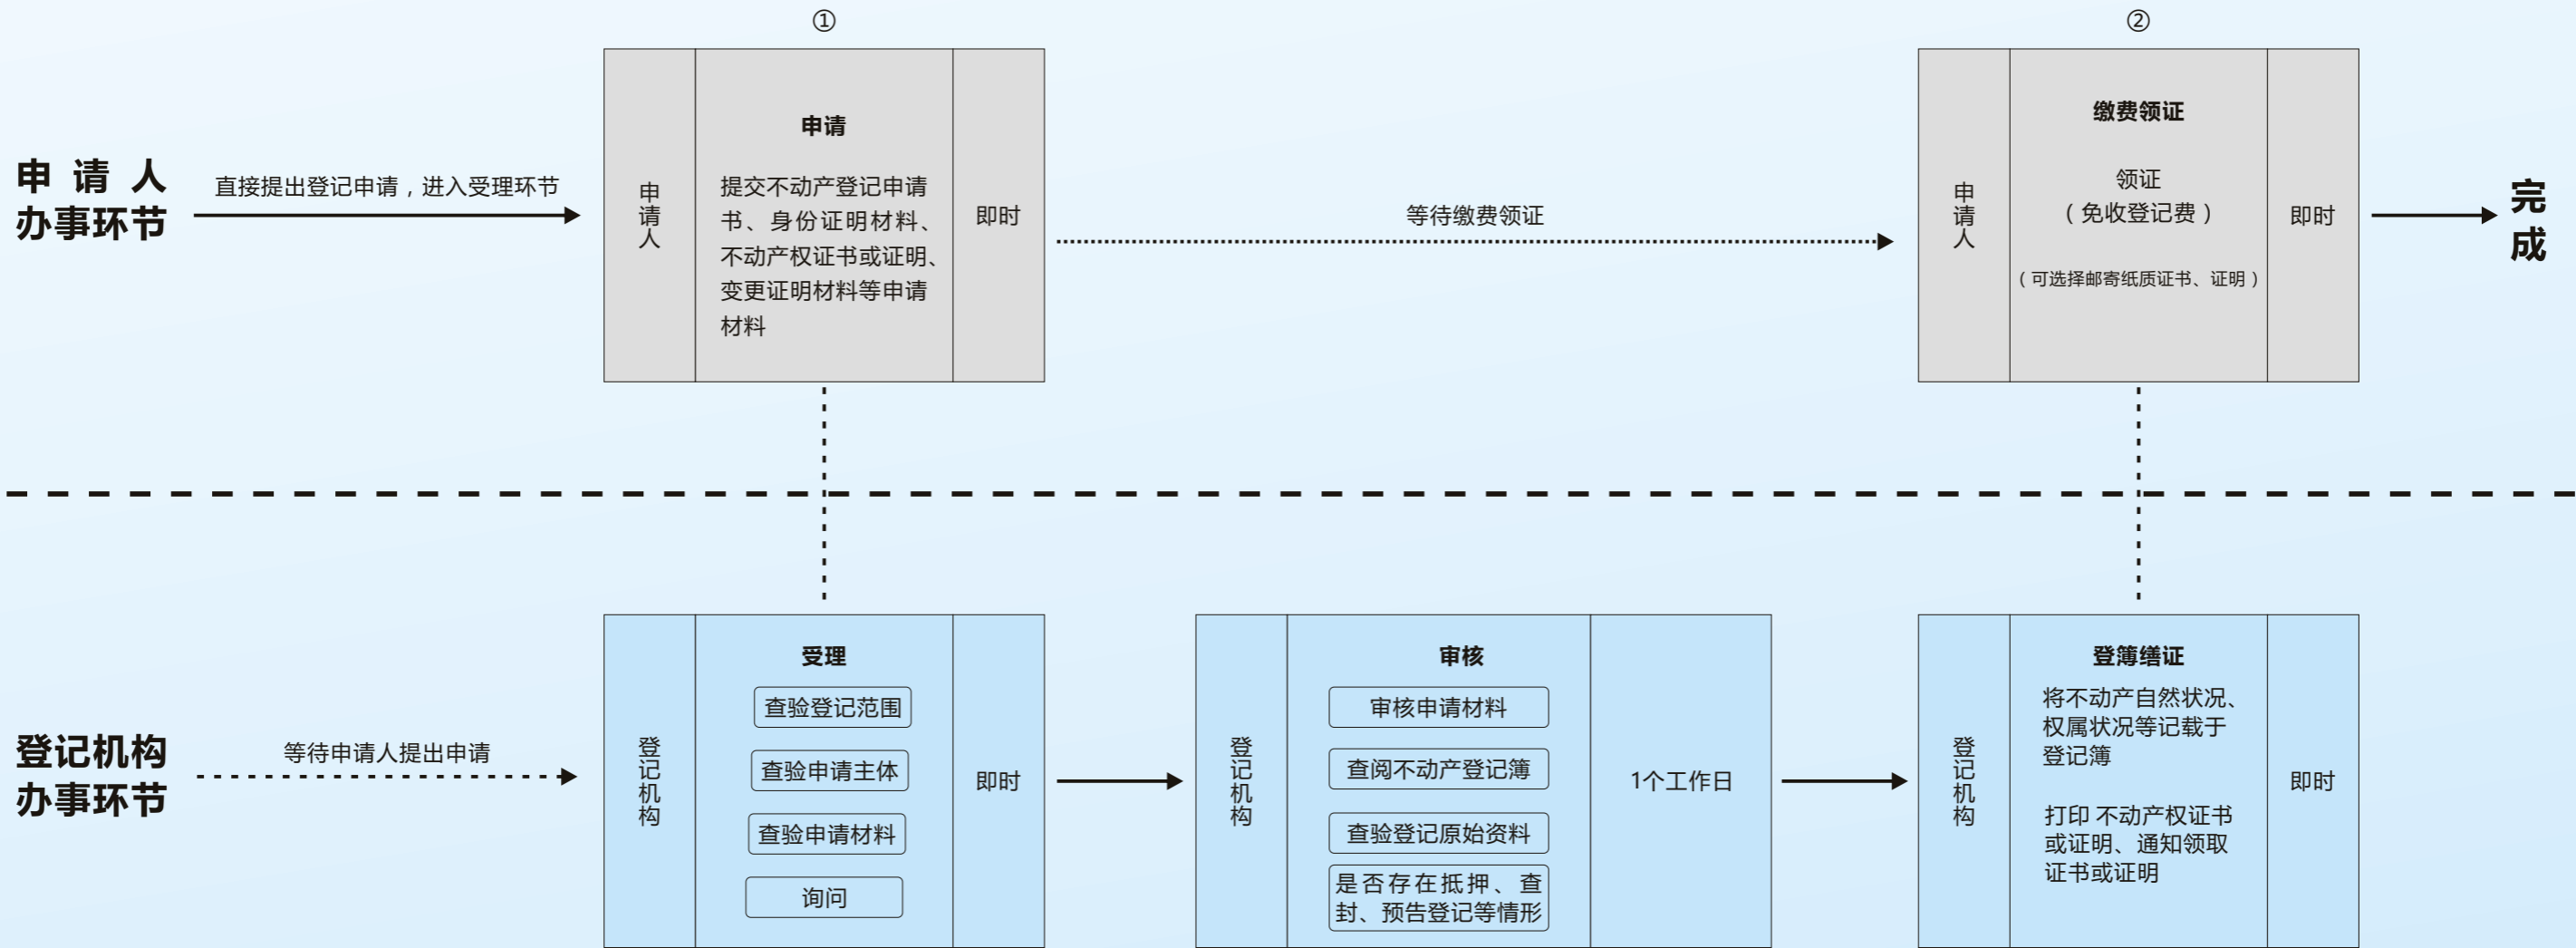 ①
②
申请人
办事环节
直接提出登记申请，进入受理环节
申请人
申请
提交不动产登记申请
书、身份证明材料、
不动产权证书或证明、
变更证明材料等申请
材料
即时
等待缴费领证
申请人
缴费领证
领证
（免收登记费）
（可选择邮寄纸质证书、证明）
即时
完成
登记机构
办事环节
等待申请人提出申请
登记机构
受理
查验登记范围
查验申请主体
查验申请材料
询问
即时
登记机构
审核
审核申请材料
查阅不动产登记簿
查验登记原始资料
是否存在抵押、查
封、预告登记等情形
1个工作日
登记机构
登簿缮证
将不动产自然状况、
权属状况等记载于
登记簿
打印 不动产权证书
或证明、通知领取
证书或证明
即时